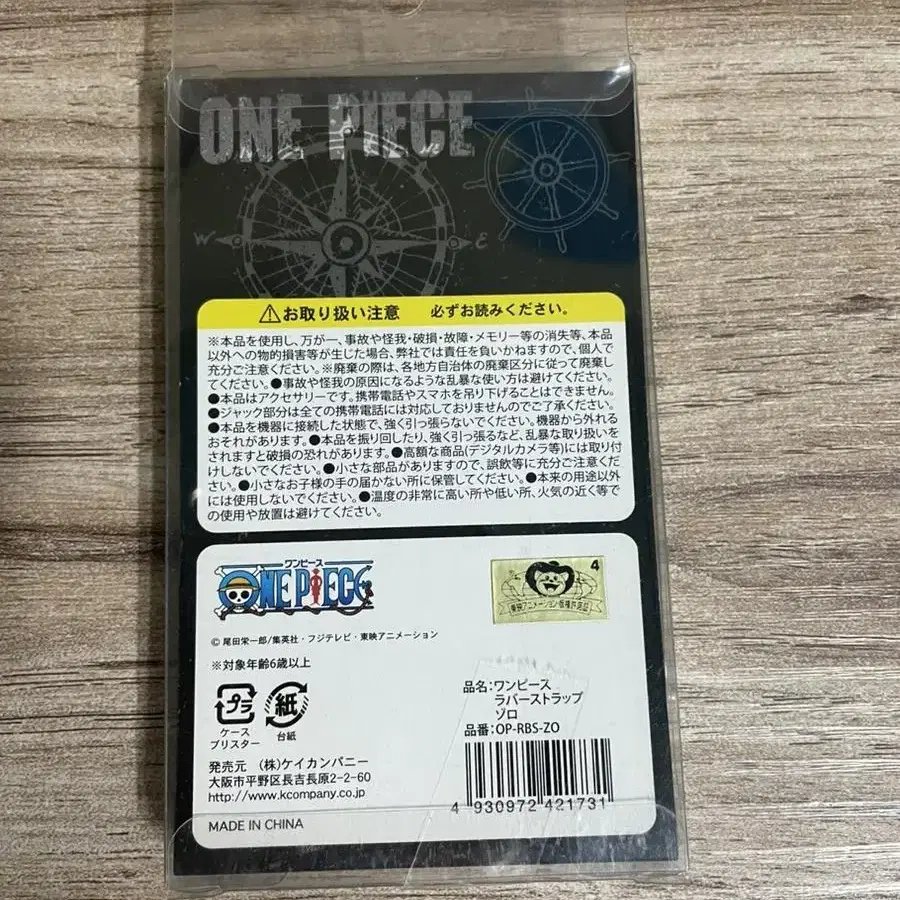 ONE PIECE
W E
⚠お取り扱い注意 必ずお読みください。
※本品を使用し、万が一、事故や怪我・破損・故障・メモリー等の消失等、本品
以外への物的損害等が生じた場合、弊社では責任を負いかねますので、個人で
充分ご注意ください。※廃棄の際は、各地方自治体の廃棄区分に従って廃棄し
てください。●事故や怪我の原因になるような乱暴な使い方は避けてください。
●本品はアクセサリーです。携帯電話やスマホを吊り下げることはできません。
●ジャック部分は全ての携帯電話には対応しておりませんのでご了承ください。
●本品を機器に接続した状態で、強く引っ張らないでください。機器から外れる
おそれがあります。●本品を振り回したり、強く引っ張るなど、乱暴な取り扱いを
されますと破損の恐れがあります。●高額な商品(デジタルカメラ等)には取り付
けしないでください。●小さな部品がありますので、誤飲等に充分ご注意くださ
い。●小さなお子様の手の届かない所に保管してください。●本来の用途以外
には使用しないでください。●温度の非常に高い所や低い所、火気の近く等で
の使用や放置は避けてください。
ワンピース
ONE PIECE
4
東映アニメーション版権許諾証
© 尾田栄一郎/集英社・フジテレビ・東映アニメーション
※対象年齢6歳以上
プラ
紙
ケース
ブリスター
台紙
品名:ワンピース
ラバーストラップ
ゾロ
品番:OP-RBS-ZO
発売元 (株)ケイカンパニー
大阪市平野区長吉長原2-2-60
http://www.kcompany.co.jp
4 930972 421731
MADE IN CHINA